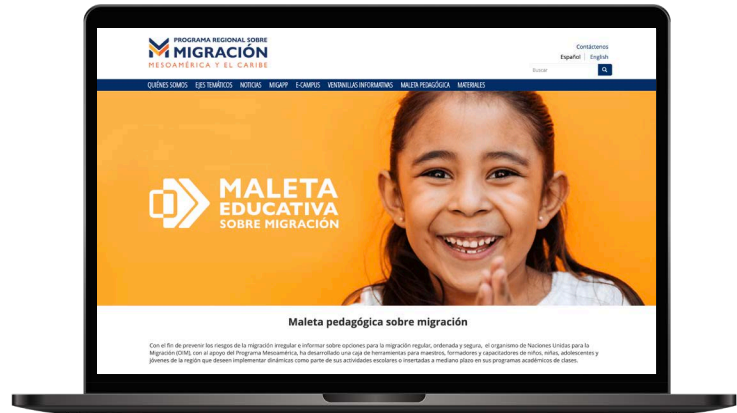 PROGRAMA REGIONAL SOBRE
MIGRACIÓN
MESOAMÉRICA Y EL CARIBE
Contáctenos
Español | English
Buscar
QUIÉNES SOMOS EJES TEMÁTICOS NOTICIAS MIGAPP E-CAMPUS VENTANILLAS INFORMATIVAS MALETA PEDAGÓGICA MATERIALES
MALETA
EDUCATIVA
SOBRE MIGRACIÓN
Maleta pedagógica sobre migración
Con el fin de prevenir los riesgos de la migración irregular e informar sobre opciones para la migración regular, ordenada y segura, el organismo de Naciones Unidas para la
Migración (OIM), con al apoyo del Programa Mesoamérica, ha desarrollado una caja de herramientas para maestros, formadores y capacitadores de niños, niñas, adolescentes y
jóvenes de la región que deseen implementar dinámicas como parte de sus actividades escolares o insertadas a mediano plazo en sus programas académicos de clases.